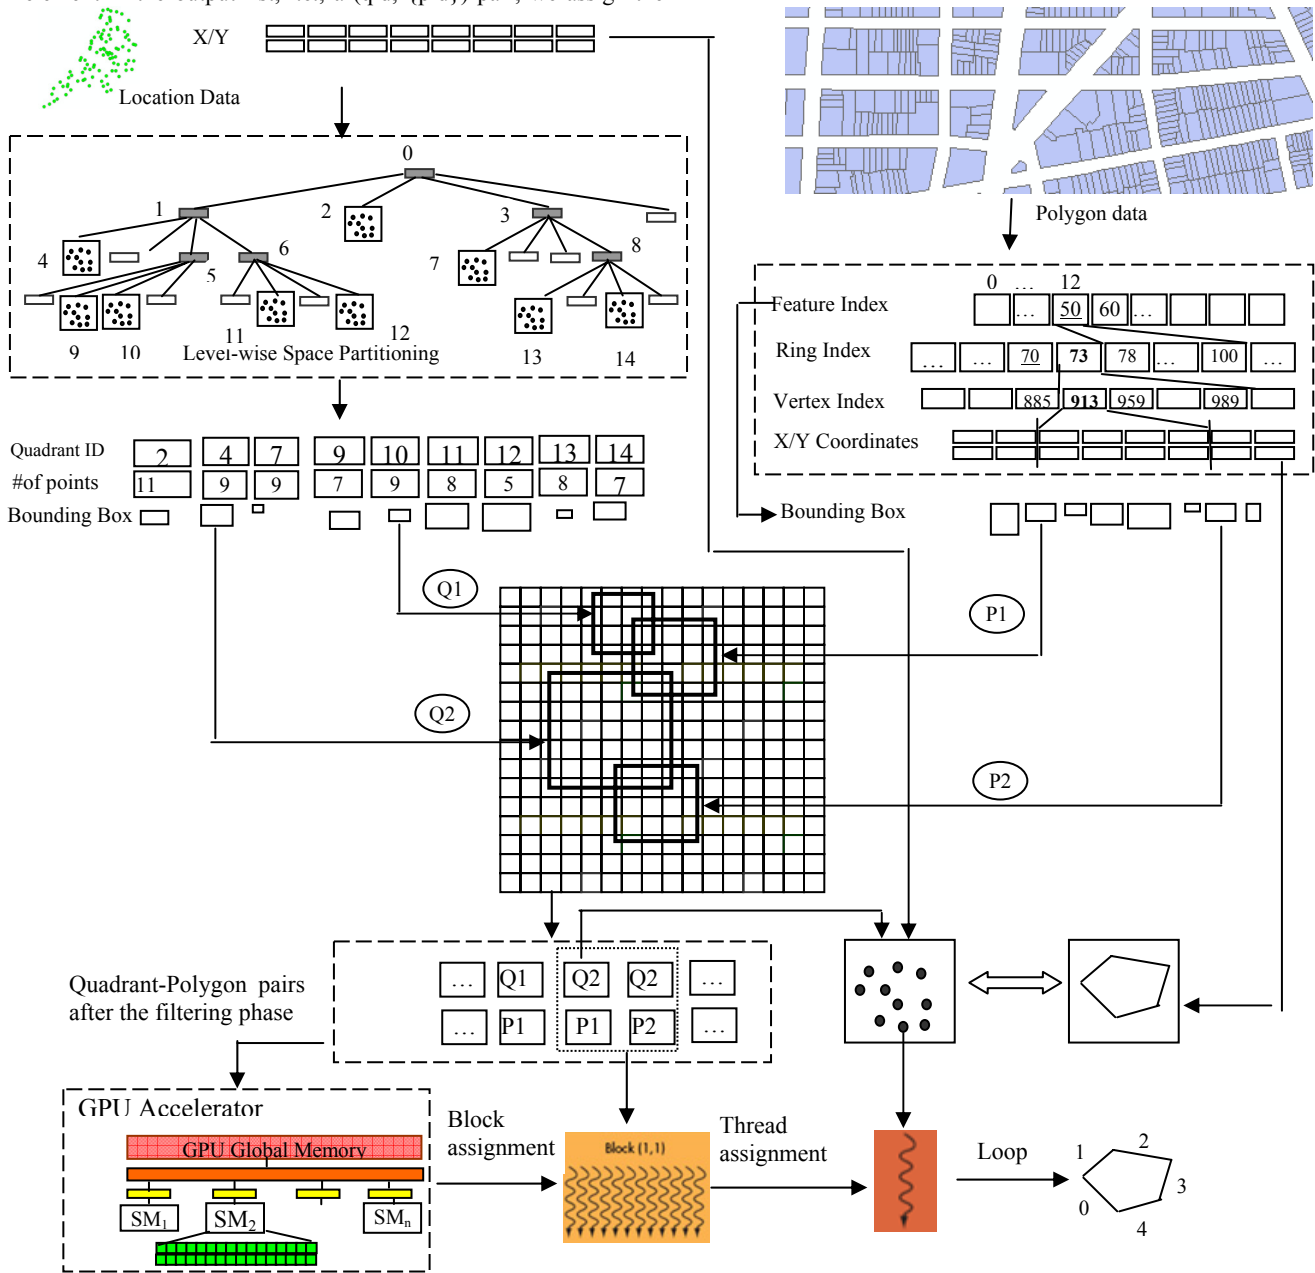 X/Y
Location Data
Polygon data
0
1
2
3
4
5
6
7
8
9
10
11
12
13
14
Level-wise Space Partitioning
0 … 12
Feature Index
… 50 60 …
Ring Index
… … 70 73 78 … 100 …
Vertex Index
885 913 959 989
X/Y Coordinates
Bounding Box
Quadrant ID
2 4 7 9 10 11 12 13 14
#of points
11 9 9 7 9 8 5 8 7
Bounding Box
Q1
P1
Q2
P2
Quadrant-Polygon pairs
after the filtering phase
… Q1 Q2 Q2 …
… P1 P1 P2 …
GPU Accelerator
GPU Global Memory
SM1 SM2 SMn
Block
assignment
Block (1,1)
Thread
assignment
Loop
0
1
2
3
4